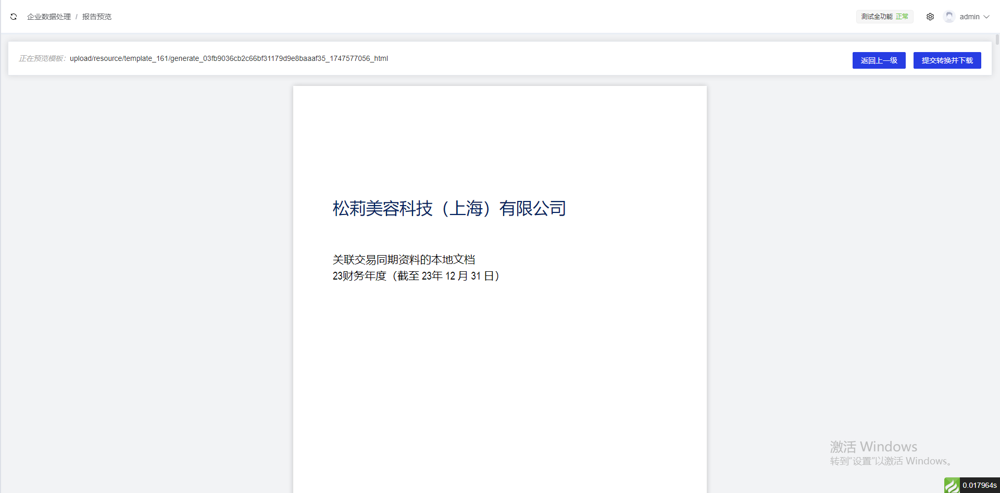 企业数据处理 / 报告预览
测试全功能 正常
admin
正在预览模板：upload/resource/template_161/generate_03fb9036cb2c66bf31179d9e8baaaf35_1747577056_html
返回上一级
提交转换并下载
松莉美容科技（上海）有限公司
关联交易同期资料的本地文档
23财务年度（截至 23年 12 月 31 日）
激活 Windows
转到“设置”以激活 Windows。
0.017964s